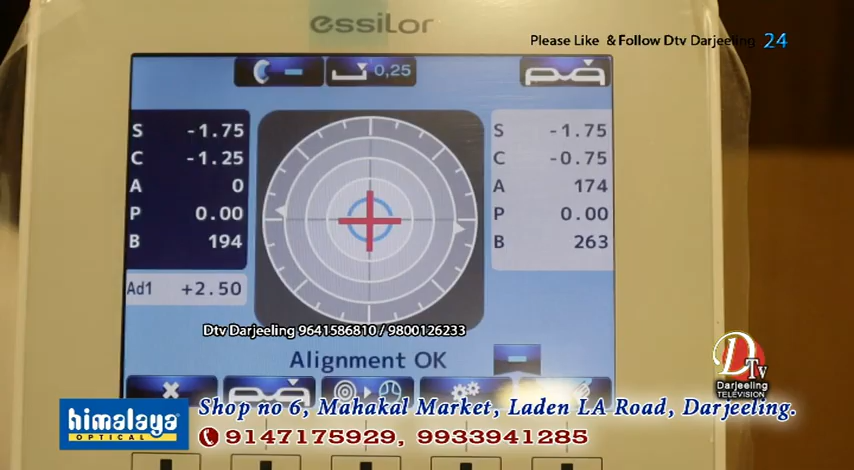 essilor
Please Like & Follow Dtv Darjeeling 24
0,25
S -1.75
C -1.25
A 0
P 0.00
B 194
Ad1 +2.50
S -1.75
C -0.75
A 174
P 0.00
B 263
Dtv Darjeeling 9641586810 / 9800126233
Alignment OK
DTv
Darjeeling
TELEVISION
himalaya
OPTICAL
Shop no 6, Mahakal Market, Laden LA Road, Darjeeling.
9147175929, 9933941285